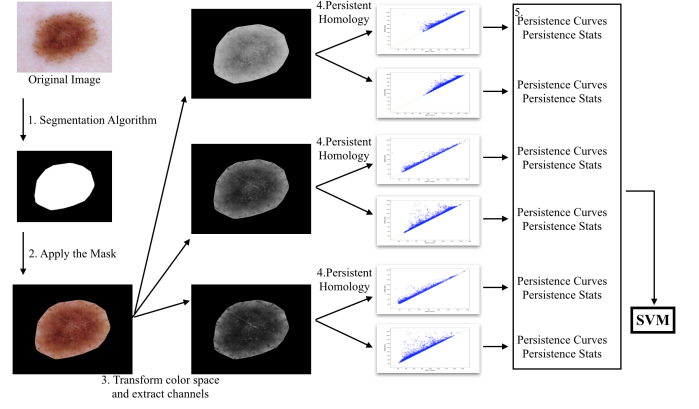 Original Image
1. Segmentation Algorithm
2. Apply the Mask
3. Transform color space
and extract channels
4.Persistent
Homology
4.Persistent
Homology
4.Persistent
Homology
5.
Persistence Curves
Persistence Stats
Persistence Curves
Persistence Stats
Persistence Curves
Persistence Stats
Persistence Curves
Persistence Stats
Persistence Curves
Persistence Stats
Persistence Curves
Persistence Stats
SVM